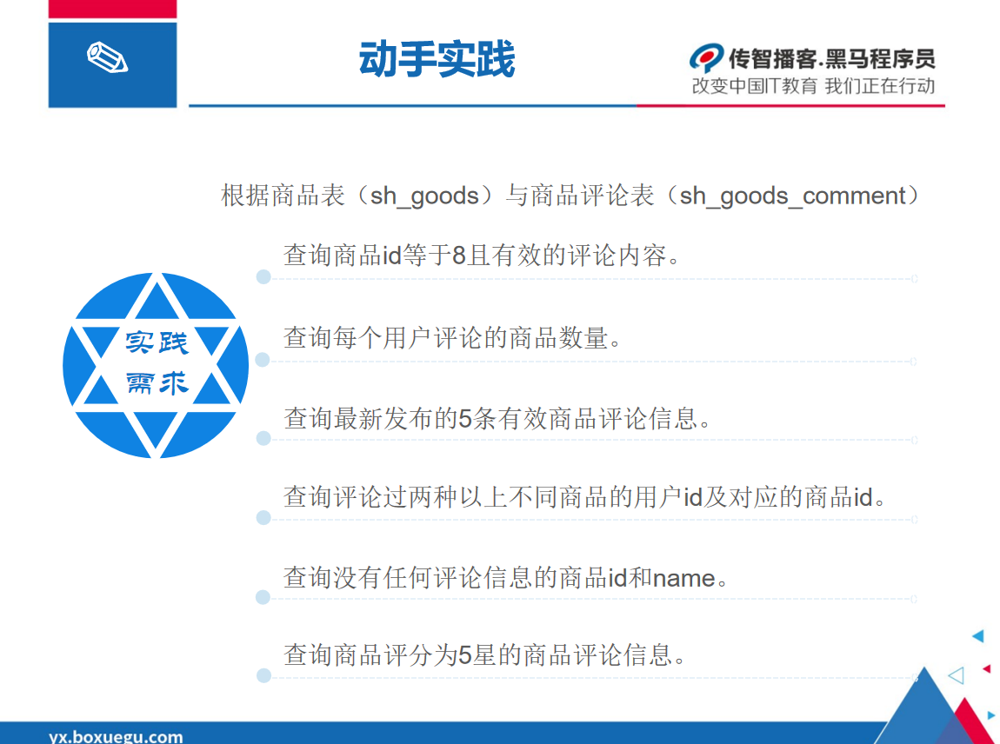 动手实践
传智播客.黑马程序员
改变中国IT教育 我们正在行动
根据商品表（sh_goods）与商品评论表（sh_goods_comment）
查询商品id等于8且有效的评论内容。
查询每个用户评论的商品数量。
实践
需求
查询最新发布的5条有效商品评论信息。
查询评论过两种以上不同商品的用户id及对应的商品id。
查询没有任何评论信息的商品id和name。
查询商品评分为5星的商品评论信息。
yx.boxuegu.com